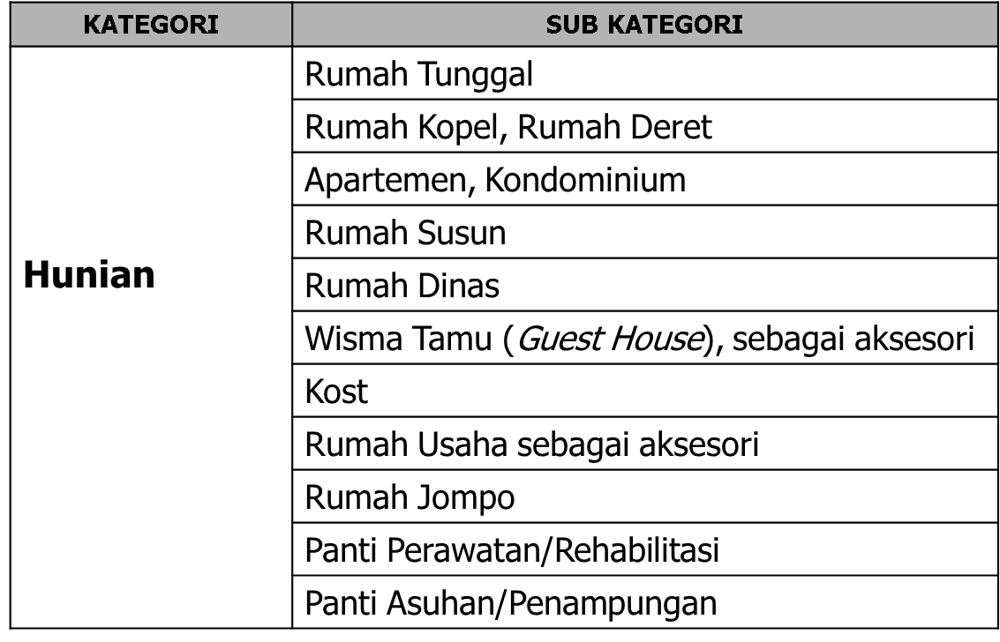 KATEGORI
SUB KATEGORI
Hunian
Rumah Tunggal
Rumah Kopel, Rumah Deret
Apartemen, Kondominium
Rumah Susun
Rumah Dinas
Wisma Tamu (Guest House), sebagai aksesori
Kost
Rumah Usaha sebagai aksesori
Rumah Jompo
Panti Perawatan/Rehabilitasi
Panti Asuhan/Penampungan